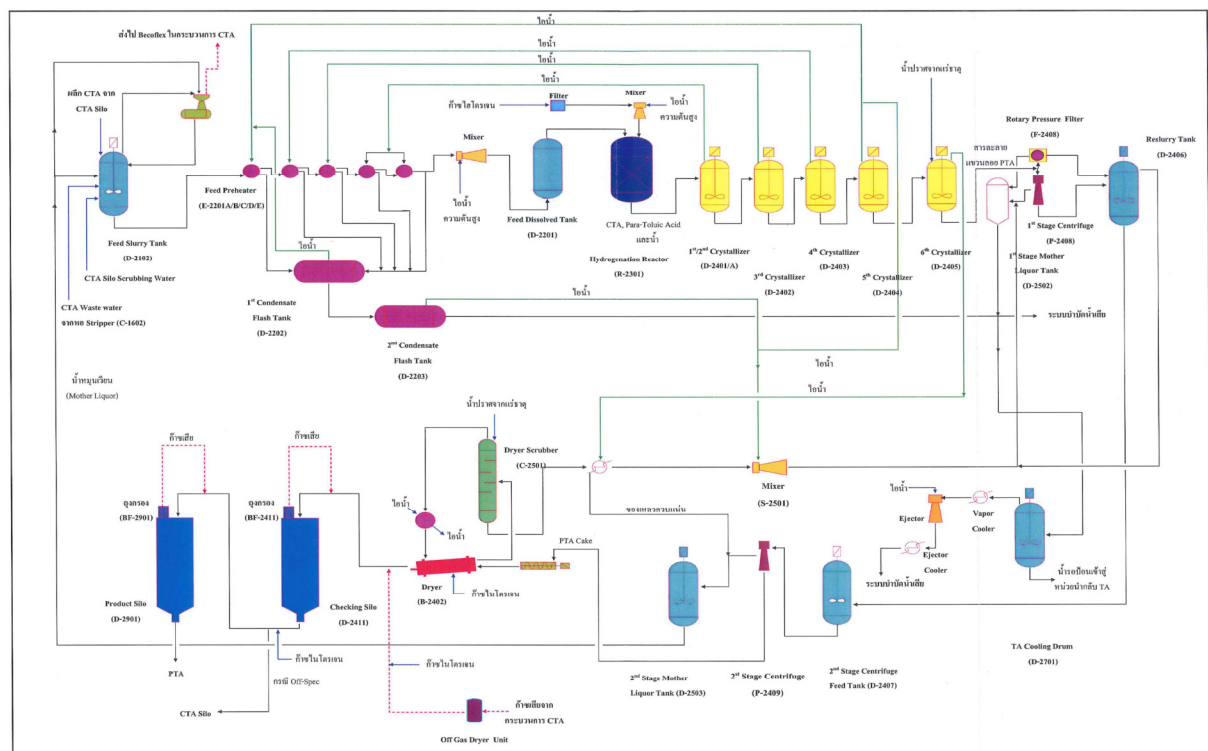 ไอน้ำ
ส่งไป Becoflex ในกระบวนการ CTA
ไอน้ำ
ไอน้ำ
ไอน้ำ
ผลึก CTA จาก
CTA Silo
ก๊าซไฮโดรเจน
Filter
Mixer
ไอน้ำ
ความดันสูง
น้ำปราศจากแร่ธาตุ
Rotary Pressure Filter
(F-2408)
Reslurry Tank
(D-2406)
สารละลาย
แขวนลอย PTA
Mixer
ไอน้ำ
ความดันสูง
Feed Preheater
(E-2201A/B/C/D/E)
Feed Slurry Tank
(D-2102)
Feed Dissolved Tank
(D-2201)
CTA, Para-Toluic Acid
และน้ำ
Hydrogenation Reactor
(R-2301)
1st/2nd Crystallizer
(D-2401/A)
3rd Crystallizer
(D-2402)
4th Crystallizer
(D-2403)
5th Crystallizer
(D-2404)
6th Crystallizer
(D-2405)
1st Stage Centrifuge
(P-2408)
1st Stage Mother
Liquor Tank
(D-2502)
CTA Silo Scrubbing Water
CTA Waste water
จากหอ Stripper (C-1602)
ไอน้ำ
1st Condensate
Flash Tank
(D-2202)
ไอน้ำ
ระบบบำบัดน้ำเสีย
2nd Condensate
Flash Tank
(D-2203)
ไอน้ำ
ไอน้ำ
น้ำหมุนเวียน
(Mother Liquor)
น้ำปราศจากแร่ธาตุ
ก๊าซเสีย
ก๊าซเสีย
Dryer Scrubber
(C-2501)
Mixer
(S-2501)
ถุงกรอง
(BF-2901)
ถุงกรอง
(BF-2411)
ไอน้ำ
ไอน้ำ
ของเหลวควบแน่น
ไอน้ำ
Ejector
Vapor
Cooler
Ejector
Cooler
PTA Cake
ระบบบำบัดน้ำเสีย
น้ำรอป้อนเข้าสู่
หน่วยนำกลับ TA
Dryer
(B-2402)
ก๊าซไนโตรเจน
Product Silo
(D-2901)
Checking Silo
(D-2411)
ก๊าซไนโตรเจน
ก๊าซไนโตรเจน
กรณี Off-Spec
PTA
CTA Silo
ก๊าซเสียจาก
กระบวนการ CTA
Off Gas Dryer Unit
2nd Stage Mother
Liquor Tank (D-2503)
2nd Stage Centrifuge
(P-2409)
2nd Stage Centrifuge
Feed Tank (D-2407)
TA Cooling Drum
(D-2701)